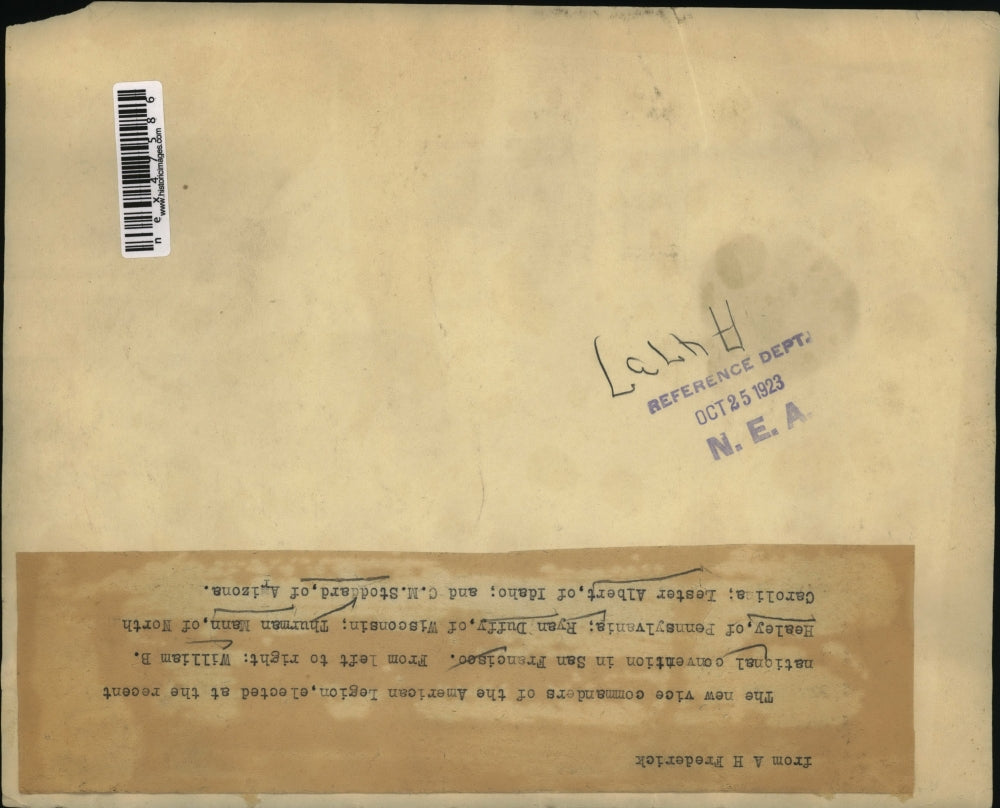 n e x 4 7 5 8 6
www.historicimages.com
REFERENCE DEPT.
OCT 25 1923
N. E. A.
from A H Frederick
The new vice commanders of the American Legion,elected at the recent
national convention in San Francisco. From left to right: William B.
Healey,of Pennsylvania; Ryan Duffy,of Wisconsin; Thurman Mann,of North
Carolina; Lester Albert,of Idaho; and C.M.Stoddard,of Arizona.